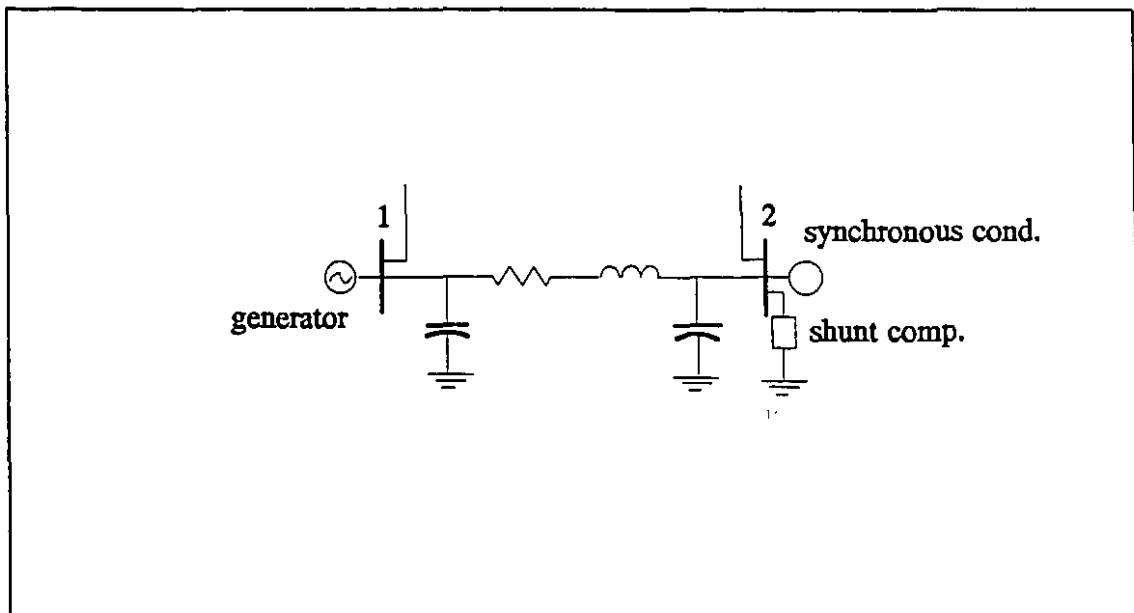 1
2
synchronous cond.
generator
shunt comp.